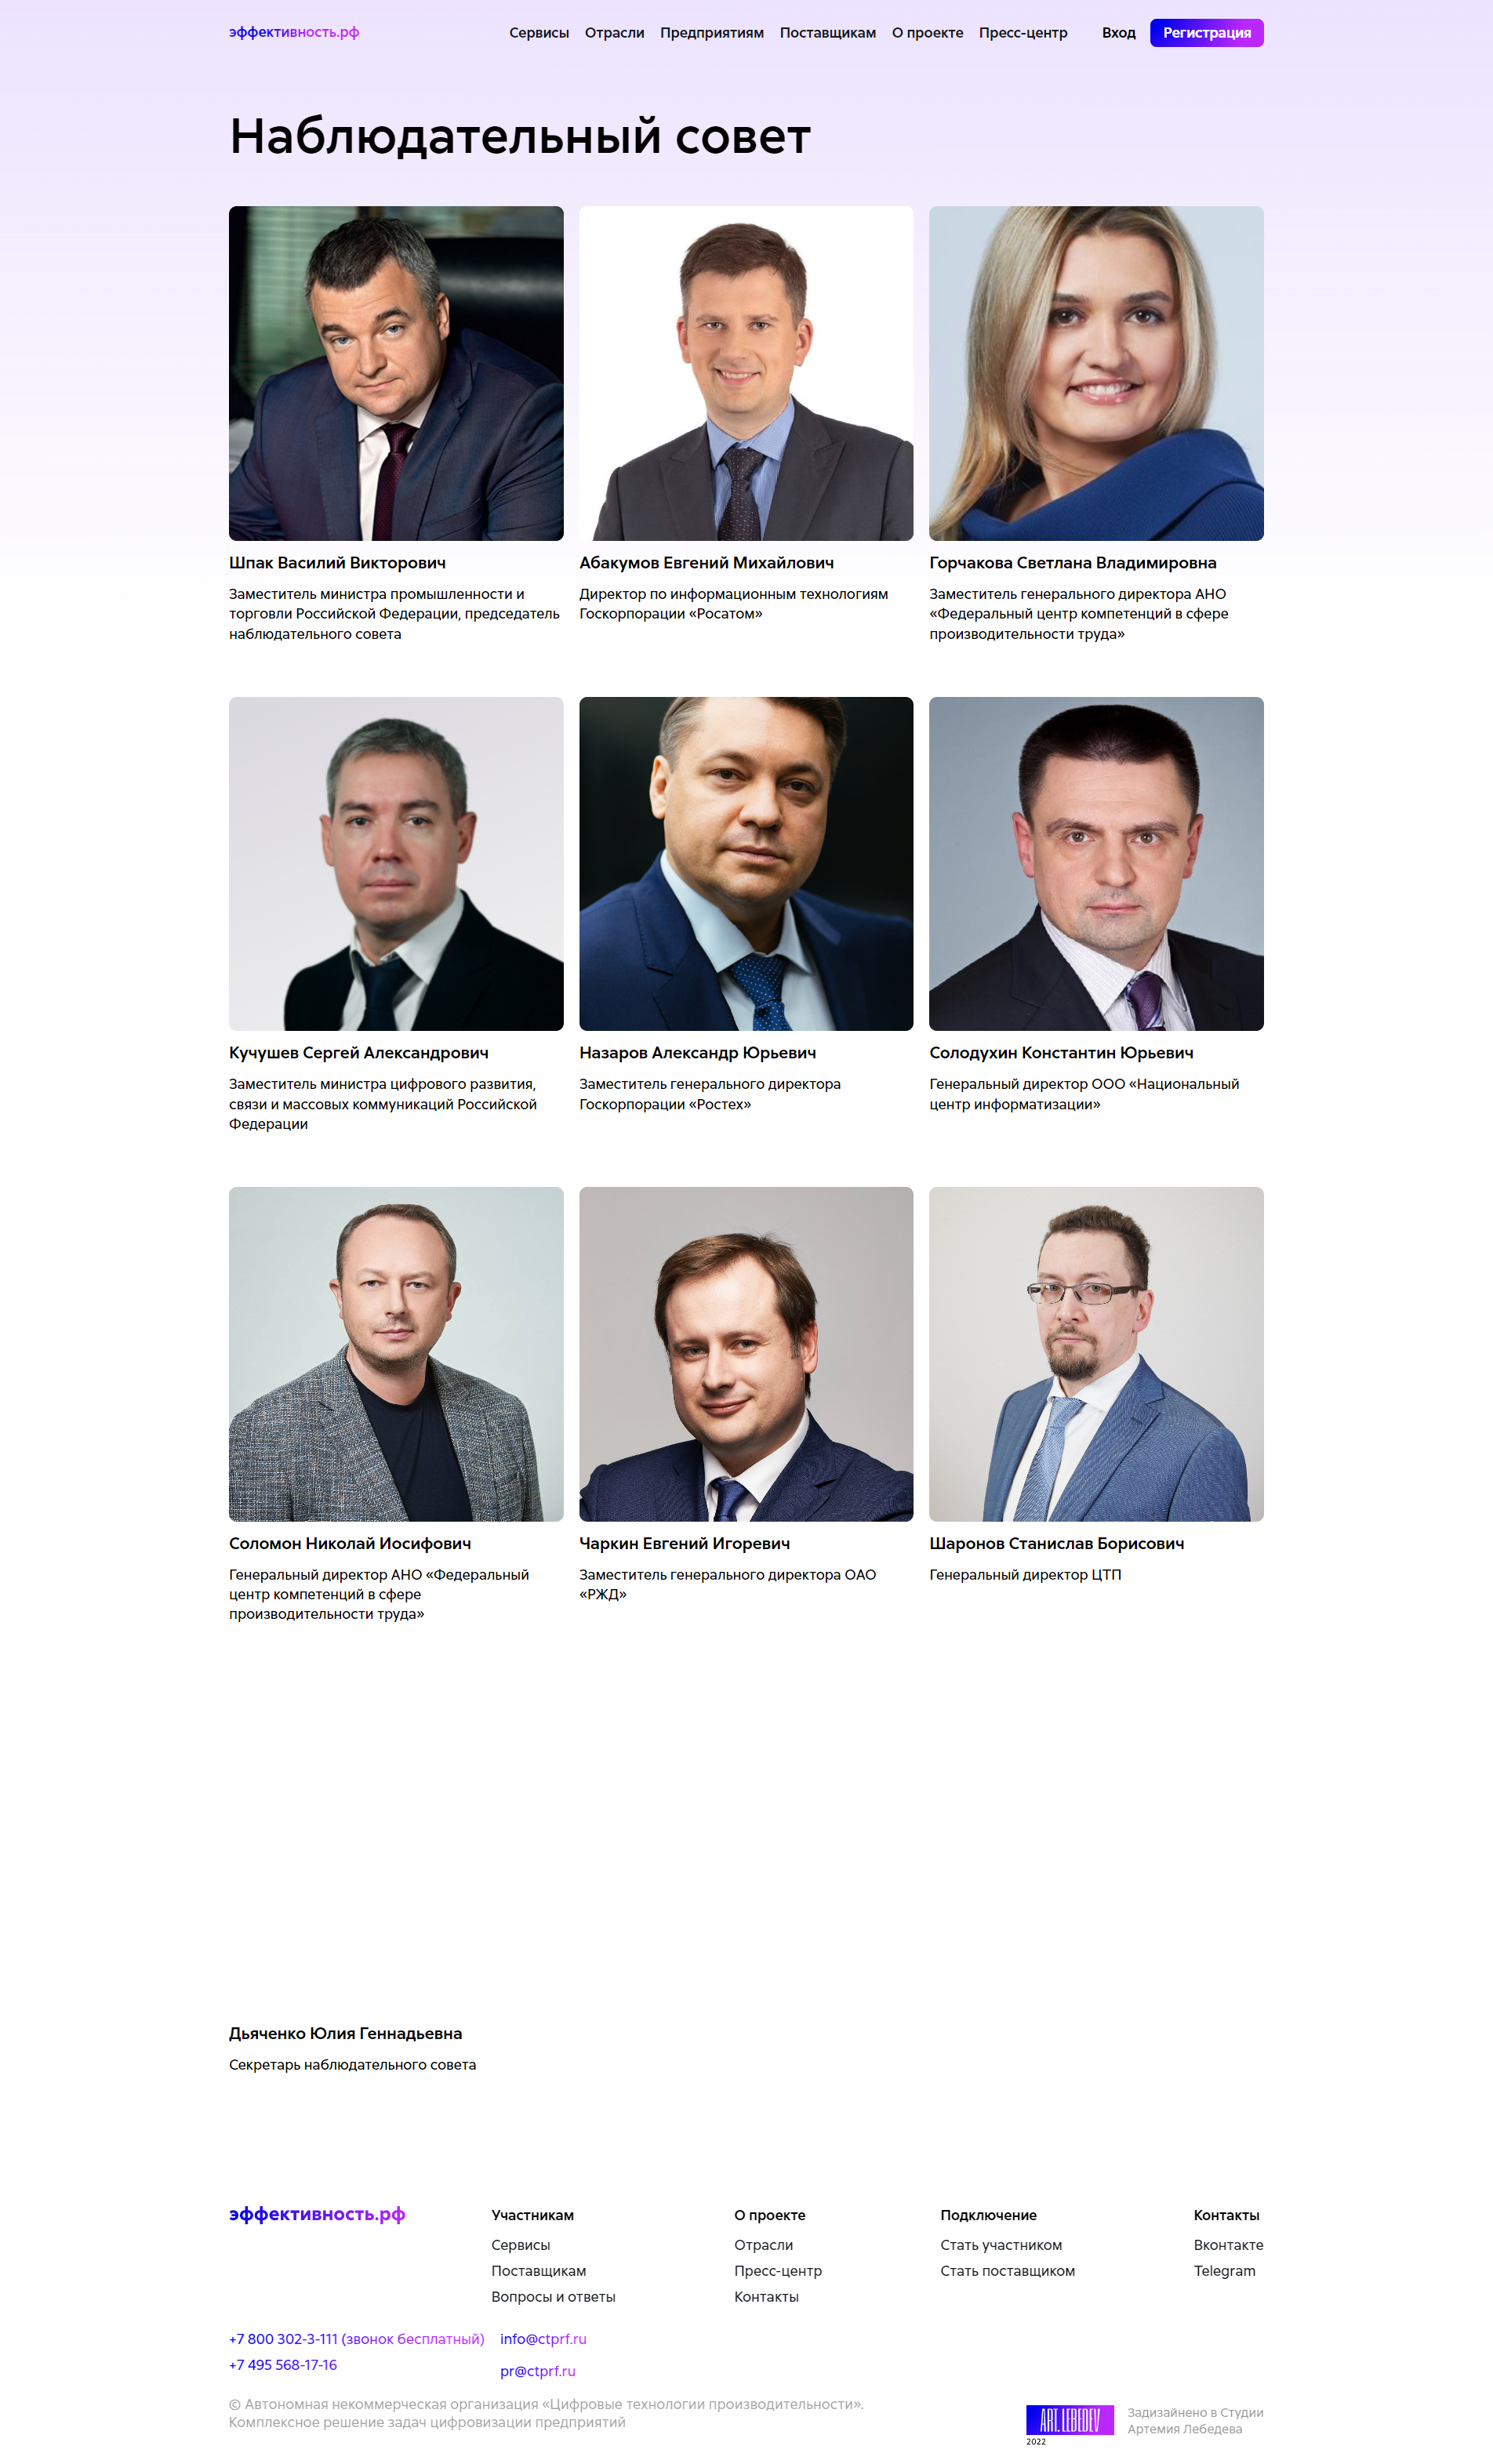 эффективность.рф
Сервисы Отрасли Предприятиям Поставщикам О проекте Пресс-центр Вход Регистрация
Наблюдательный совет
Шпак Василий Викторович
Заместитель министра промышленности и
торговли Российской Федерации, председатель
наблюдательного совета
Абакумов Евгений Михайлович
Директор по информационным технологиям
Госкорпорации «Росатом»
Горчакова Светлана Владимировна
Заместитель генерального директора АНО
«Федеральный центр компетенций в сфере
производительности труда»
Кучушев Сергей Александрович
Заместитель министра цифрового развития,
связи и массовых коммуникаций Российской
Федерации
Назаров Александр Юрьевич
Заместитель генерального директора
Госкорпорации «Ростех»
Солодухин Константин Юрьевич
Генеральный директор ООО «Национальный
центр информатизации»
Соломон Николай Иосифович
Генеральный директор АНО «Федеральный
центр компетенций в сфере
производительности труда»
Чаркин Евгений Игоревич
Заместитель генерального директора ОАО
«РЖД»
Шаронов Станислав Борисович
Генеральный директор ЦТП
Дьяченко Юлия Геннадьевна
Секретарь наблюдательного совета
эффективность.рф
Участникам
Сервисы
Поставщикам
Вопросы и ответы
О проекте
Отрасли
Пресс-центр
Контакты
Подключение
Стать участником
Стать поставщиком
Контакты
Вконтакте
Telegram
+7 800 302-3-111 (звонок бесплатный)
+7 495 568-17-16
info@ctprf.ru
pr@ctprf.ru
© Автономная некоммерческая организация «Цифровые технологии производительности».
Комплексное решение задач цифровизации предприятий
ART. LEBEDEV
2022
Задизайнено в Студии
Артемия Лебедева